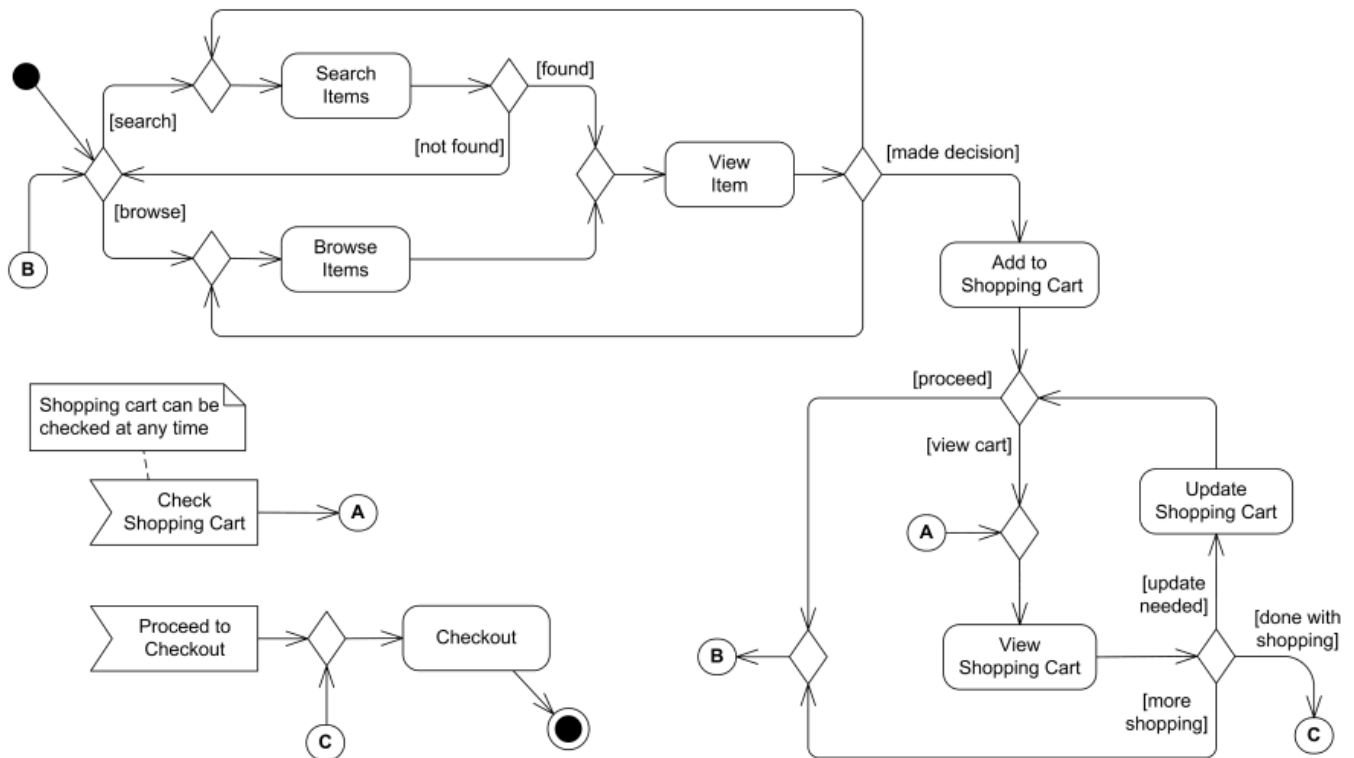 Search
Items
[found]
[search]
[not found]
[made decision]
View
Item
[browse]
Browse
Items
B
Add to
Shopping Cart
[proceed]
Shopping cart can be
checked at any time
[view cart]
Check
Shopping Cart
A
Update
Shopping Cart
A
[update
needed]
[done with
shopping]
Proceed to
Checkout
Checkout
B
View
Shopping Cart
[more
shopping]
C
C